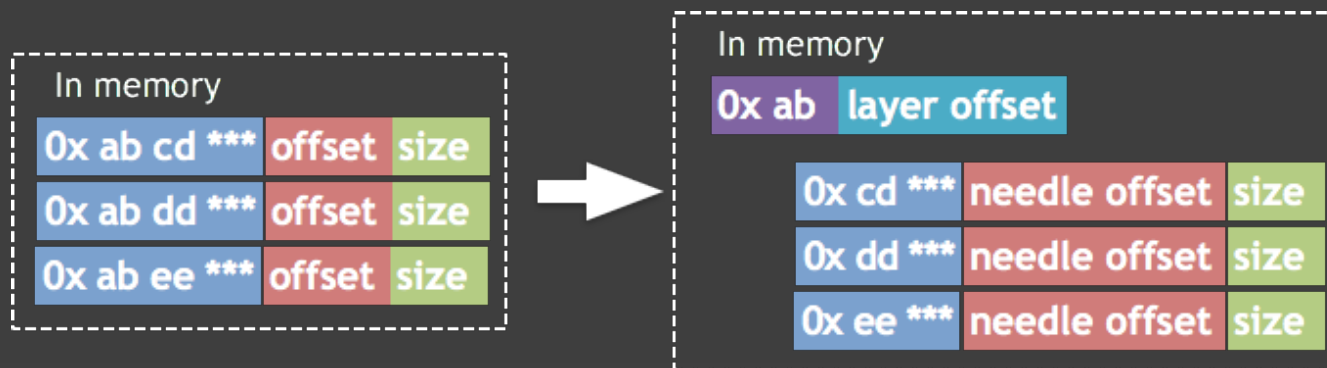 In memory
0x ab cd *** offset size
0x ab dd *** offset size
0x ab ee *** offset size
In memory
0x ab layer offset
0x cd *** needle offset size
0x dd *** needle offset size
0x ee *** needle offset size